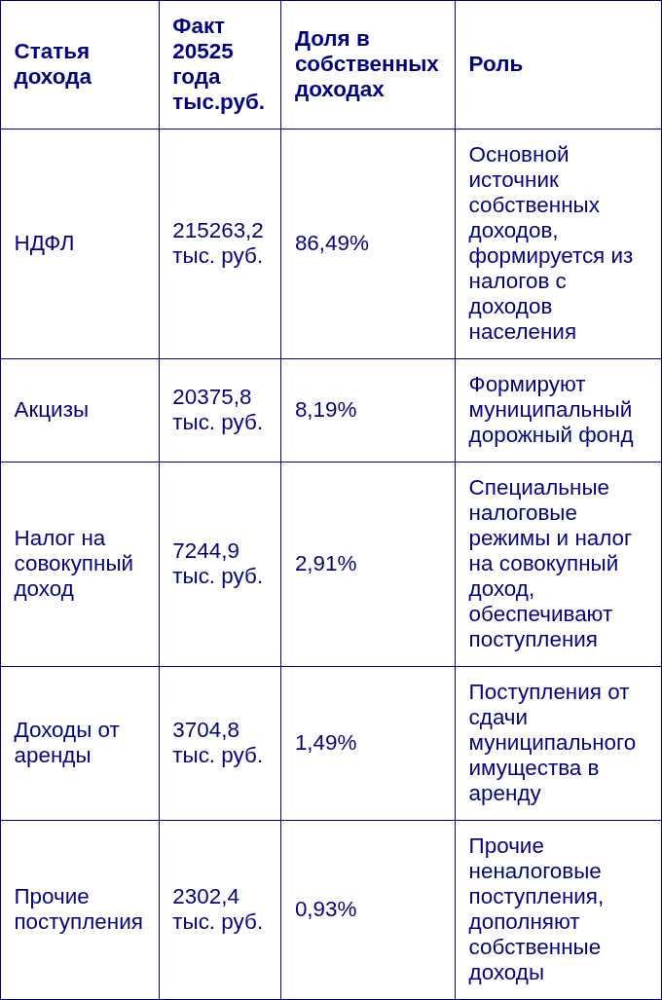 Статья
дохода
Факт
20525
года
тыс.руб.
Доля в
собственных
доходах
Роль
НДФЛ
215263,2
тыс. руб.
86,49%
Основной
источник
собственных
доходов,
формируется из
налогов с
доходов
населения
Акцизы
20375,8
тыс. руб.
8,19%
Формируют
муниципальный
дорожный фонд
Налог на
совокупный
доход
7244,9
тыс. руб.
2,91%
Специальные
налоговые
режимы и налог
на совокупный
доход,
обеспечивают
поступления
Доходы от
аренды
3704,8
тыс. руб.
1,49%
Поступления от
сдачи
муниципального
имущества в
аренду
Прочие
поступления
2302,4
тыс. руб.
0,93%
Прочие
неналоговые
поступления,
дополняют
собственные
доходы